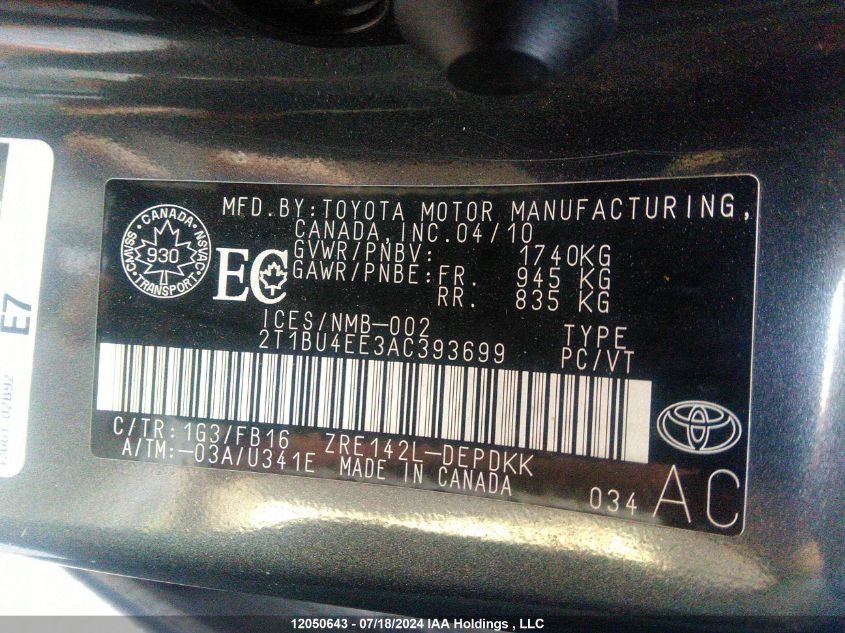 MFD.BY:TOYOTA MOTOR MANUFACTURING,
CANADA,INC.04/10
GVWR/PNBV: 1740KG
GAWR/PNBE:FR. 945 KG
RR. 835 KG
CMVSS · CANADA · NSVAC · TRANSPORT
930
EC
ICES/NMB-002
2T1BU4EE3AC393699
TYPE
PC/VT
C/TR:1G3/FB16 ZRE142L-DEPDKK
A/TM:-03A/U341E MADE IN CANADA
034 AC
E7
12050643 - 07/18/2024 IAA Holdings , LLC